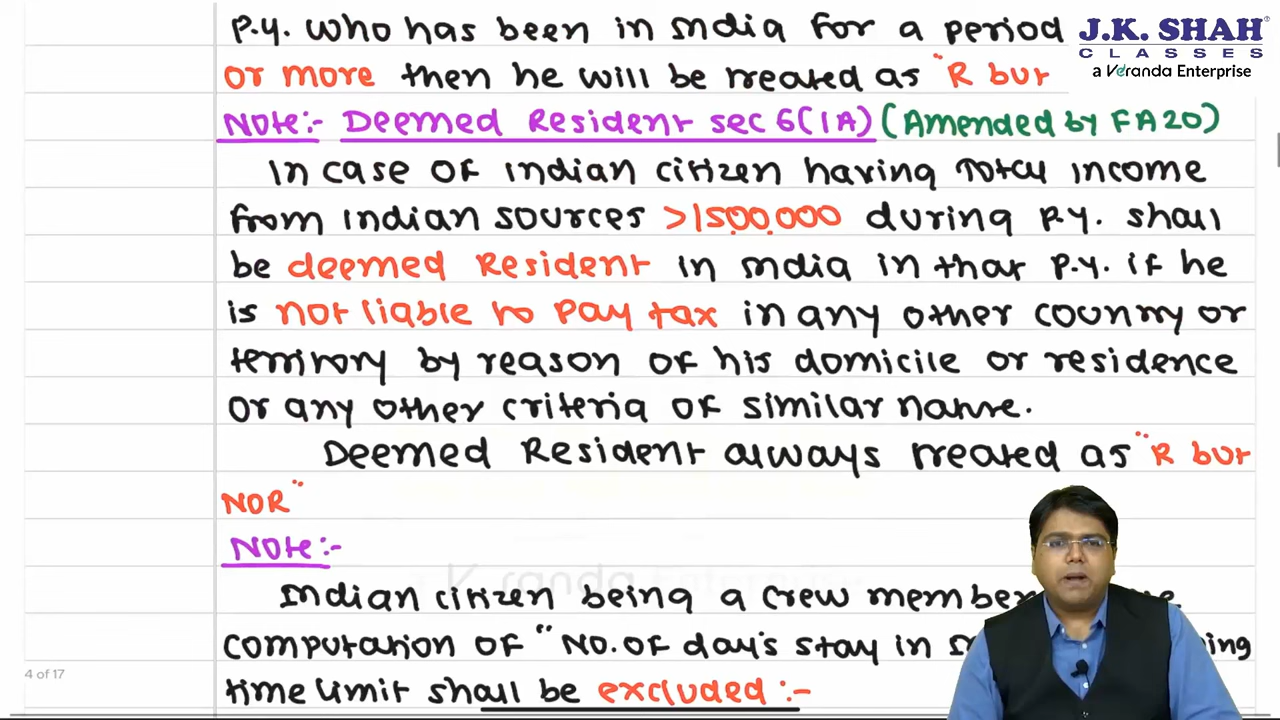 P.Y. who has been in India for a period
J.K. SHAH®
CLASSES
a Veranda Enterprise
or more then he will be treated as "R but
Note:- Deemed Resident sec 6(1A) (Amended by FA20)
In case of Indian citizen having Total income
from Indian sources >15,00,000 during P.Y. shall
be deemed Resident in India in that P.Y. if he
is not liable to pay tax in any other country or
territory by reason of his domicile or residence
or any other criteria of similar nature.
Deemed Resident always treated as "R but
NOR"
Note:-
Indian citizen being a crew member
computation of "No. of day's stay in
time limit shall be excluded :-
4 of 17